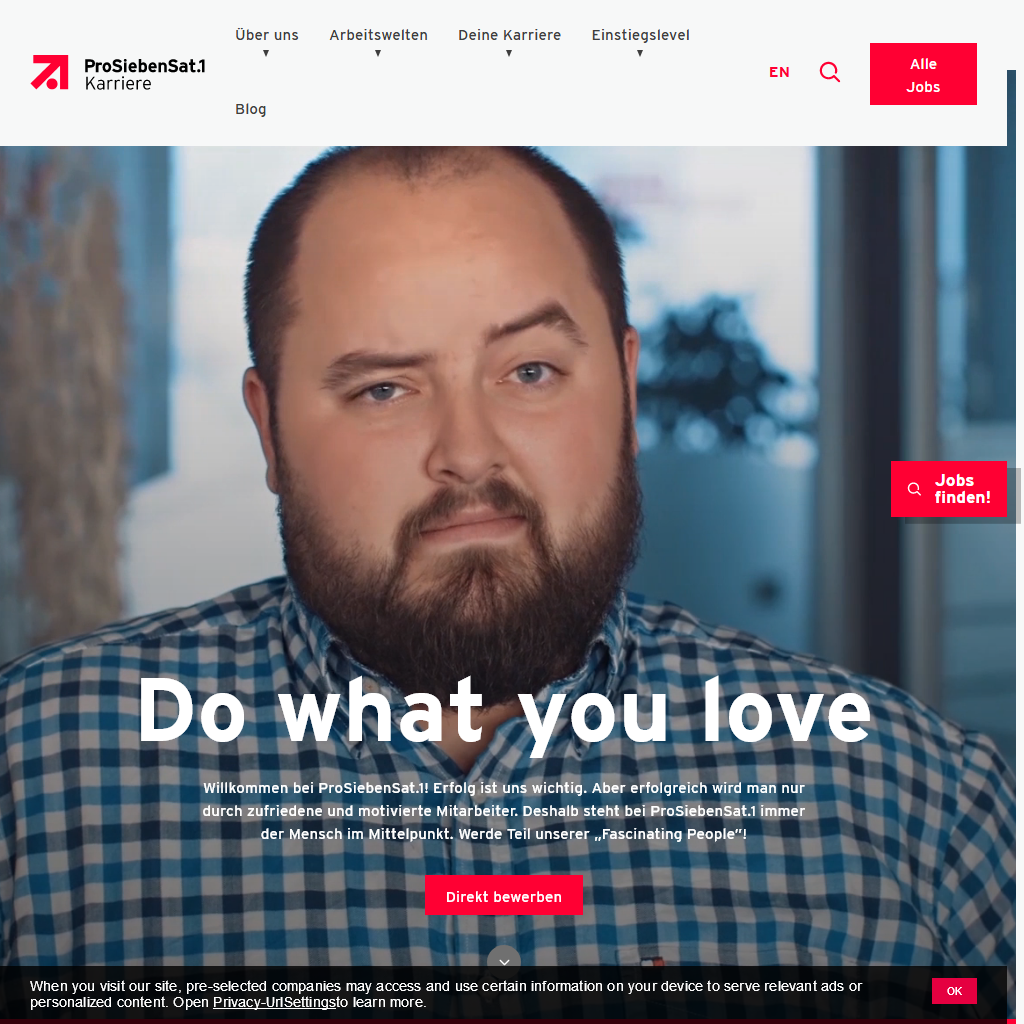 ProSiebenSat.1
Karriere
Über uns
Arbeitswelten
Deine Karriere
Einstiegslevel
Blog
EN
Alle
Jobs
Jobs
finden!
Do what you love
Willkommen bei ProSiebenSat.1! Erfolg ist uns wichtig. Aber erfolgreich wird man nur
durch zufriedene und motivierte Mitarbeiter. Deshalb steht bei ProSiebenSat.1 immer
der Mensch im Mittelpunkt. Werde Teil unserer „Fascinating People"!
Direkt bewerben
When you visit our site, pre-selected companies may access and use certain information on your device to serve relevant ads or
personalized content. Open Privacy-UrlSettingsto learn more.
OK